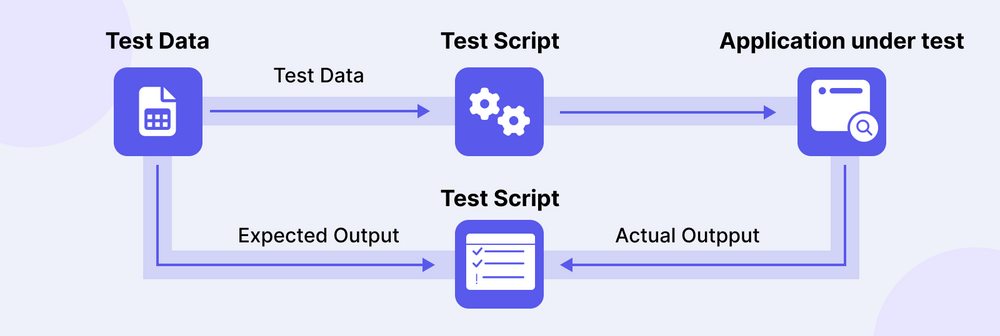 Test Data
Test Script
Application under test
Test Data
Test Script
Expected Output
Actual Outpput